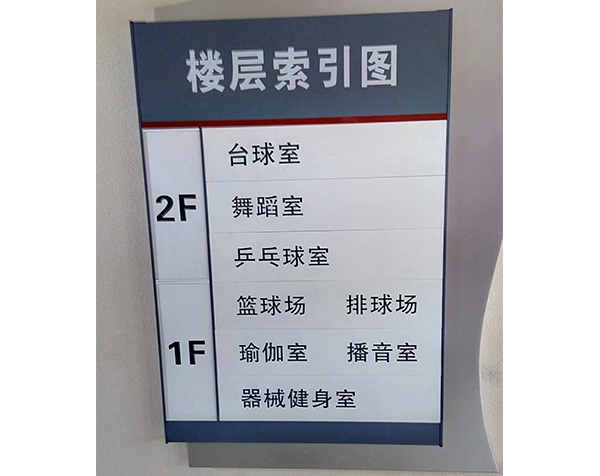 楼层索引图
2F
台球室
舞蹈室
乒乓球室
1F
篮球场 排球场
瑜伽室 播音室
器械健身室